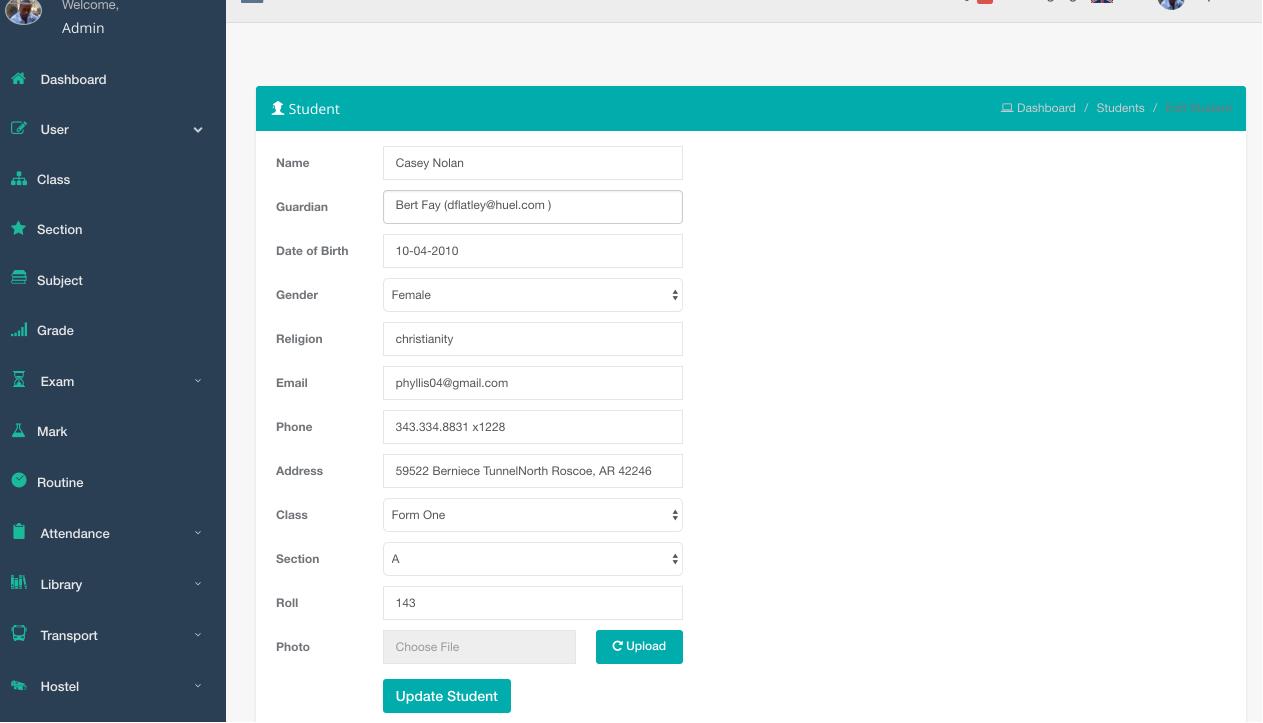 Welcome,
Admin
Dashboard
User
Class
Section
Subject
Grade
Exam
Mark
Routine
Attendance
Library
Transport
Hostel
Student
Dashboard / Students /
Name Casey Nolan
Guardian Bert Fay (dflatley@huel.com )
Date of Birth 10-04-2010
Gender Female
Religion christianity
Email phyllis04@gmail.com
Phone 343.334.8831 x1228
Address 59522 Berniece TunnelNorth Roscoe, AR 42246
Class Form One
Section A
Roll 143
Photo Choose File Upload
Update Student